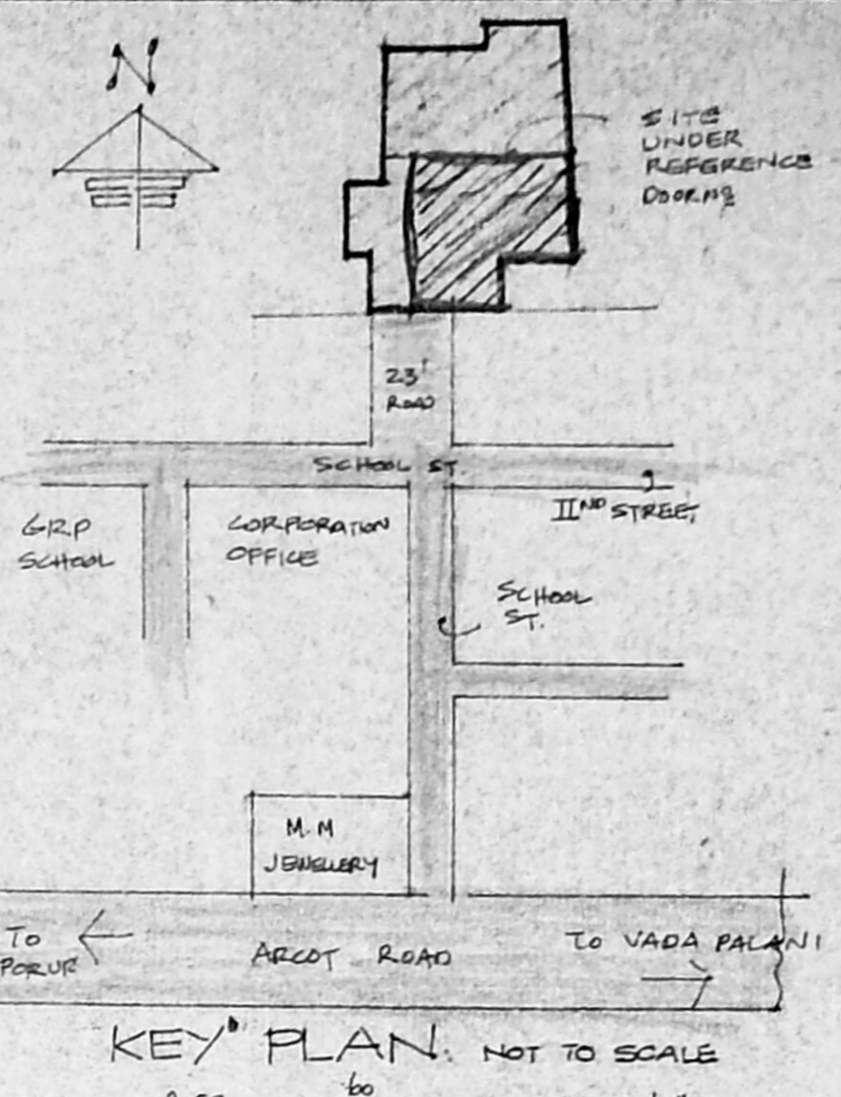 N
SITE
UNDER
REFERENCE
DOOR Nº
23'
ROAD
SCHOOL ST.
IIND STREET
GRP
SCHOOL
CORPORATION
OFFICE
SCHOOL
ST.
M.M
JEWELLERY
TO
PORUR
ARCOT ROAD
TO VADA PALANI
KEY PLAN. NOT TO SCALE